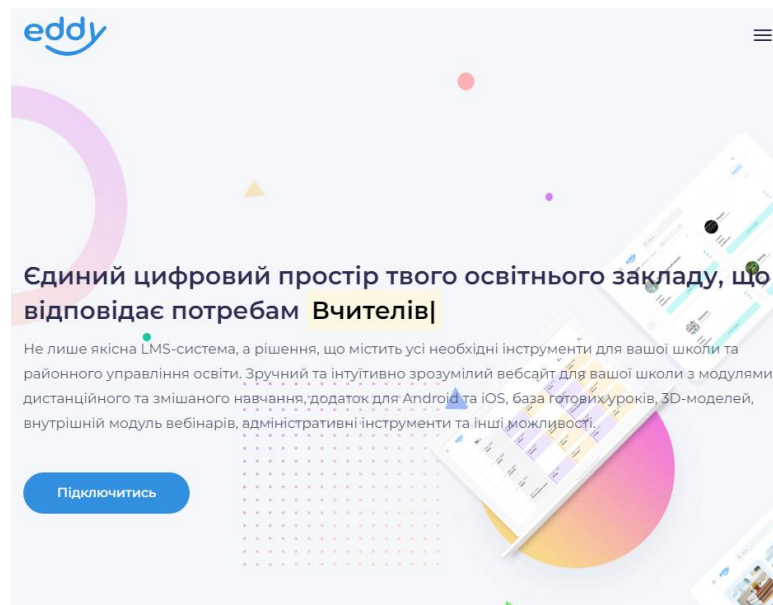 eddy
Єдиний цифровий простір твого освітнього закладу, що
відповідає потребам Вчителів|
Не лише якісна LMS-система, а рішення, що містить усі необхідні інструменти для вашої школи та
районного управління освіти. Зручний та інтуїтивно зрозумілий вебсайт для вашої школи з модулями
дистанційного та змішаного навчання, додаток для Android та iOS, база готових уроків, 3D-моделей,
внутрішній модуль вебінарів, адміністративні інструменти та інші можливості.
Підключитись